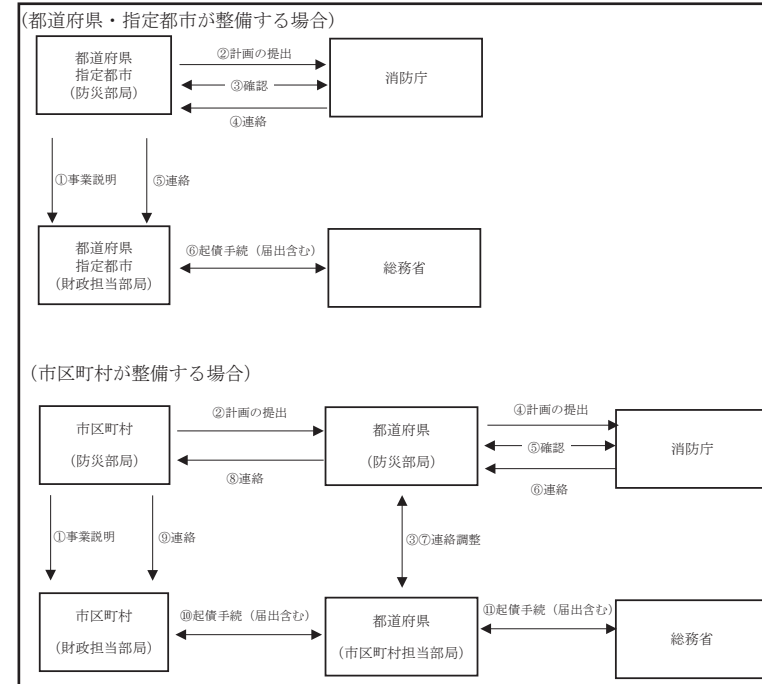 (都道府県・指定都市が整備する場合)
都道府県
指定都市
(防災部局)
②計画の提出
③確認
④連絡
消防庁
①事業説明
⑤連絡
都道府県
指定都市
(財政担当部局)
⑥起債手続（届出含む）
総務省
(市区町村が整備する場合)
市区町村
(防災部局)
②計画の提出
⑧連絡
都道府県
(防災部局)
④計画の提出
⑤確認
⑥連絡
消防庁
①事業説明
⑨連絡
③⑦連絡調整
市区町村
(財政担当部局)
⑩起債手続（届出含む）
都道府県
(市区町村担当部局)
⑪起債手続（届出含む）
総務省